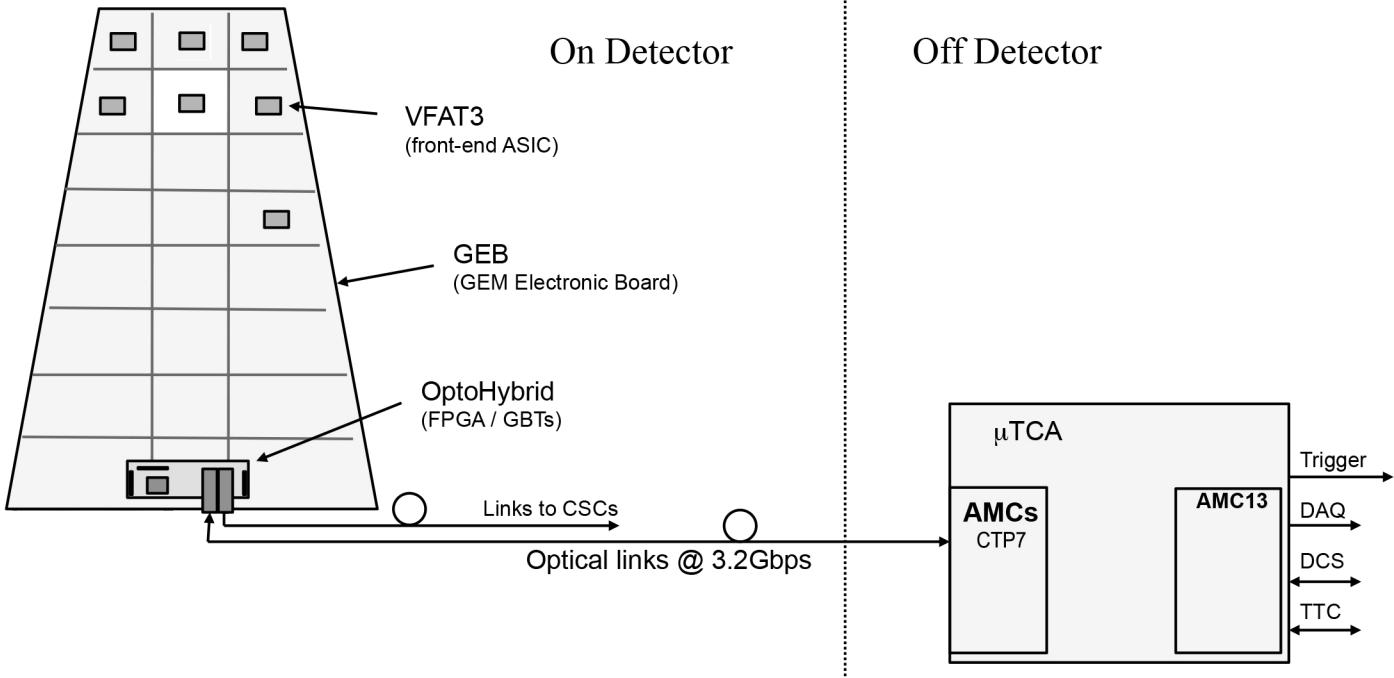 On Detector
Off Detector
VFAT3
(front-end ASIC)
GEB
(GEM Electronic Board)
OptoHybrid
(FPGA / GBTs)
Links to CSCs
Optical links @ 3.2Gbps
μTCA
AMCs
CTP7
AMC13
Trigger
DAQ
DCS
TTC